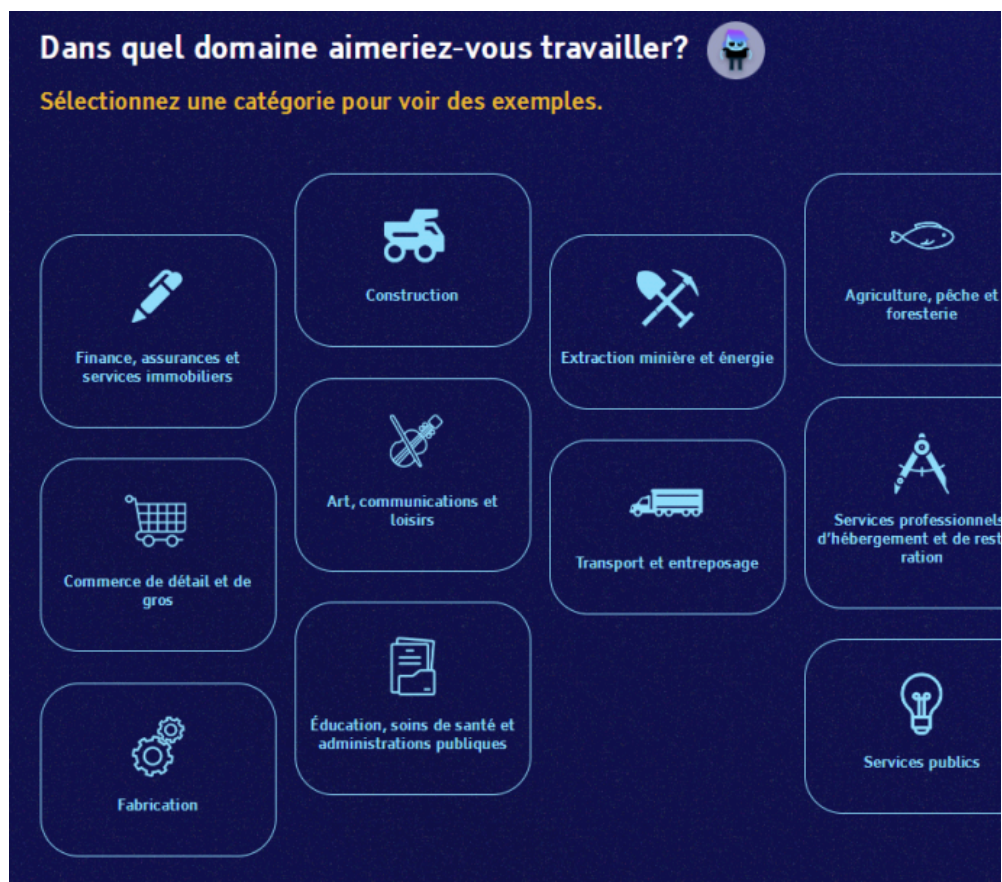 Dans quel domaine aimeriez-vous travailler?
Sélectionnez une catégorie pour voir des exemples.
Finance, assurances et
services immobiliers
Commerce de détail et de
gros
Fabrication
Construction
Art, communications et
loisirs
Éducation, soins de santé et
administrations publiques
Extraction minière et énergie
Transport et entreposage
Agriculture, pêche et
foresterie
Services professionnels
d'hébergement et de rest
ration
Services publics